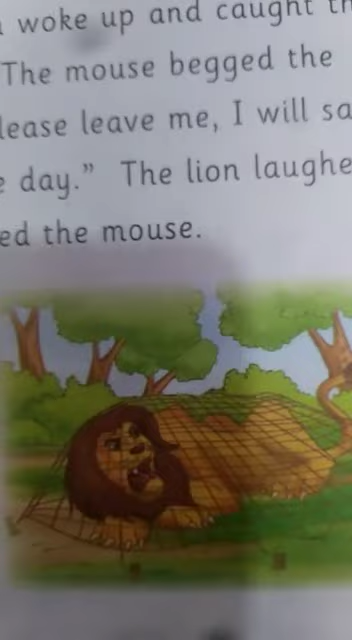 woke up and caught th
The mouse begged the
lease leave me, I will sa
e day.” The lion laughe
ed the mouse.